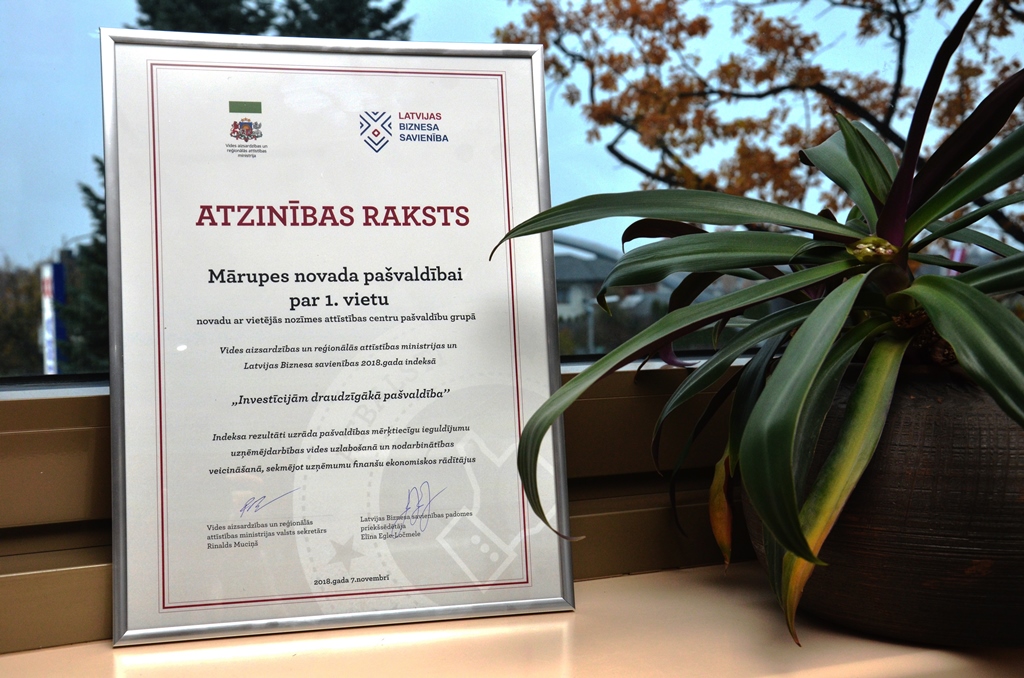 Vides aizsardzības un
reģionālās attīstības
ministrija
LATVIJAS
BIZNESA
SAVIENĪBA
ATZINĪBAS RAKSTS
Mārupes novada pašvaldībai
par 1. vietu
novadu ar vietējās nozīmes attīstības centru pašvaldību grupā
Vides aizsardzības un reģionālās attīstības ministrijas un
Latvijas Biznesa savienības 2018.gada indeksā
„Investīcijām draudzīgākā pašvaldība’’
Indeksa rezultāti uzrāda pašvaldības mērķtiecīgu ieguldījumu
uzņēmējdarbības vides uzlabošanā un nodarbinātības
veicināšanā, sekmējot uzņēmumu finanšu ekonomiskos rādītājus
Vides aizsardzības un reģionālās
attīstības ministrijas valsts sekretārs
Rinalds Muciņš
Latvijas Biznesa savienības padomes
priekšsēdētāja
Elīna Egle-Ločmele
2018.gada 7.novembrī